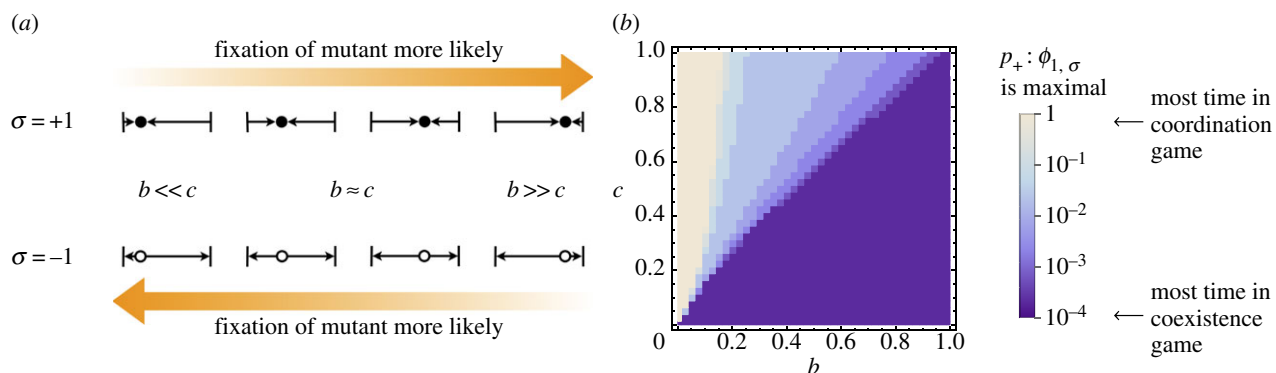 (a)
fixation of mutant more likely
σ = +1
b << c
b ≈ c
b >> c
σ = –1
fixation of mutant more likely
(b)
1.0
0.8
0.6
c
0.4
0.2
0
0.2
0.4
0.6
0.8
1.0
b
p₊ : ϕ₁, σ
is maximal
1
10⁻¹
10⁻²
10⁻³
10⁻⁴
most time in
coordination
game
most time in
coexistence
game